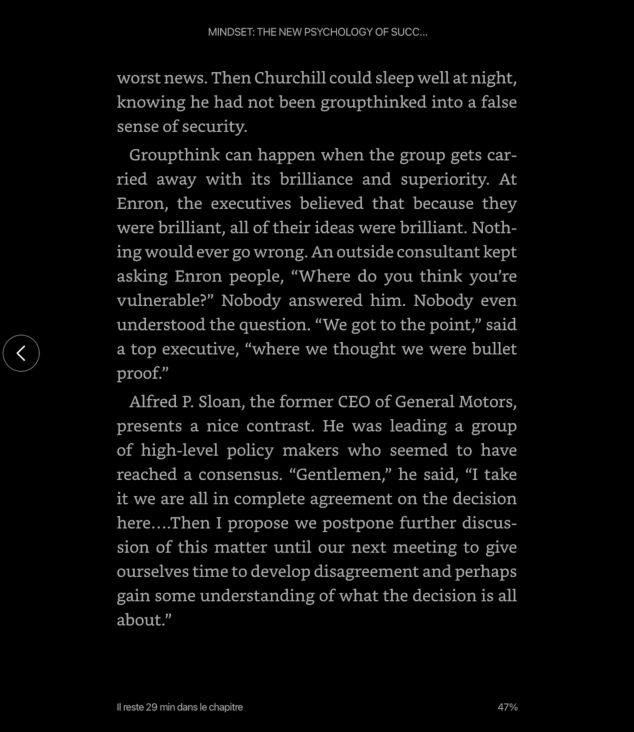 MINDSET: THE NEW PSYCHOLOGY OF SUCC...
worst news. Then Churchill could sleep well at night,
knowing he had not been groupthinked into a false
sense of security.
Groupthink can happen when the group gets car-
ried away with its brilliance and superiority. At
Enron, the executives believed that because they
were brilliant, all of their ideas were brilliant. Noth-
ing would ever go wrong. An outside consultant kept
asking Enron people, “Where do you think you’re
vulnerable?” Nobody answered him. Nobody even
understood the question. “We got to the point,” said
a top executive, “where we thought we were bullet
proof.”
Alfred P. Sloan, the former CEO of General Motors,
presents a nice contrast. He was leading a group
of high-level policy makers who seemed to have
reached a consensus. “Gentlemen,” he said, “I take
it we are all in complete agreement on the decision
here....Then I propose we postpone further discus-
sion of this matter until our next meeting to give
ourselves time to develop disagreement and perhaps
gain some understanding of what the decision is all
about.”
Il reste 29 min dans le chapitre
47%